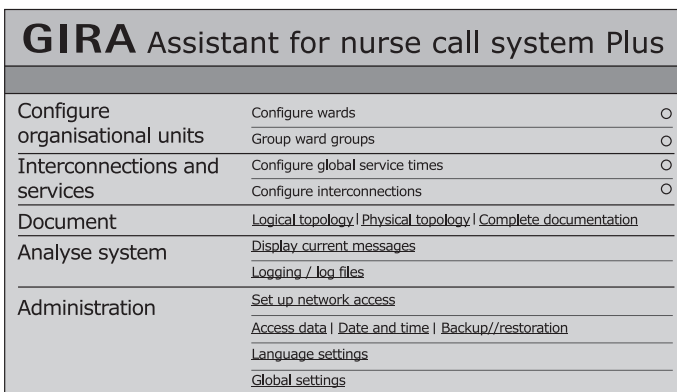 GIRA Assistant for nurse call system Plus
Configure organisational units
Configure wards
Group ward groups
Interconnections and services
Configure global service times
Configure interconnections
Document
Logical topology | Physical topology | Complete documentation
Analyse system
Display current messages
Logging / log files
Administration
Set up network access
Access data | Date and time | Backup//restoration
Language settings
Global settings